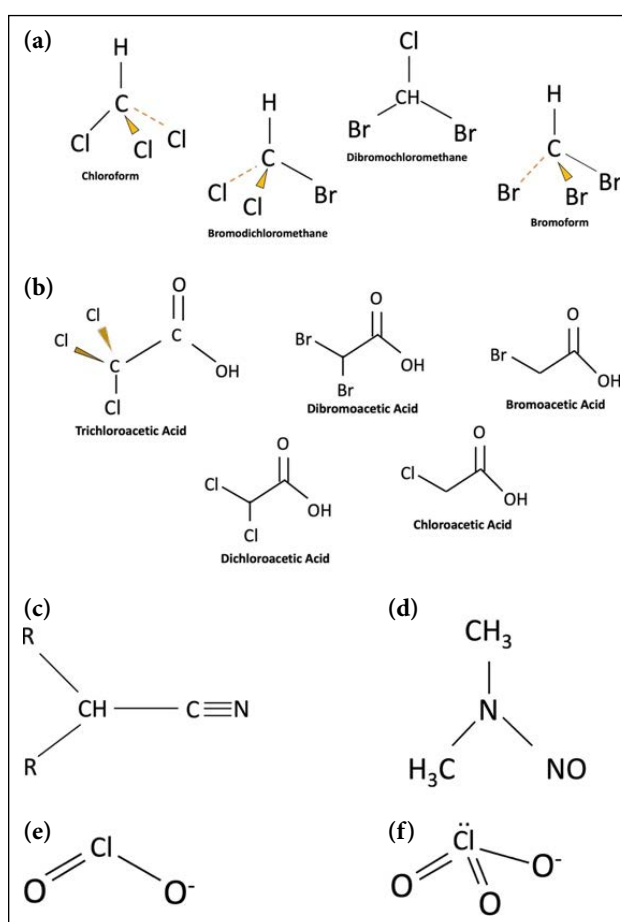 (a)
H
C
Cl
Cl
Cl
Chloroform
H
C
Cl
Cl
Br
Bromodichloromethane
Cl
CH
Br
Br
Dibromochloromethane
H
C
Br
Br
Br
Bromoform
(b)
O
Cl
Cl
C
C
OH
Cl
Trichloroacetic Acid
O
Br
OH
Br
Dibromoacetic Acid
O
Br
OH
Bromoacetic Acid
O
Cl
OH
Cl
Dichloroacetic Acid
O
Cl
OH
Chloroacetic Acid
(c)
R
CH
C
N
R
(d)
CH₃
N
H₃C
NO
(e)
Cl
O
O⁻
(f)
Cl
O
O
O⁻